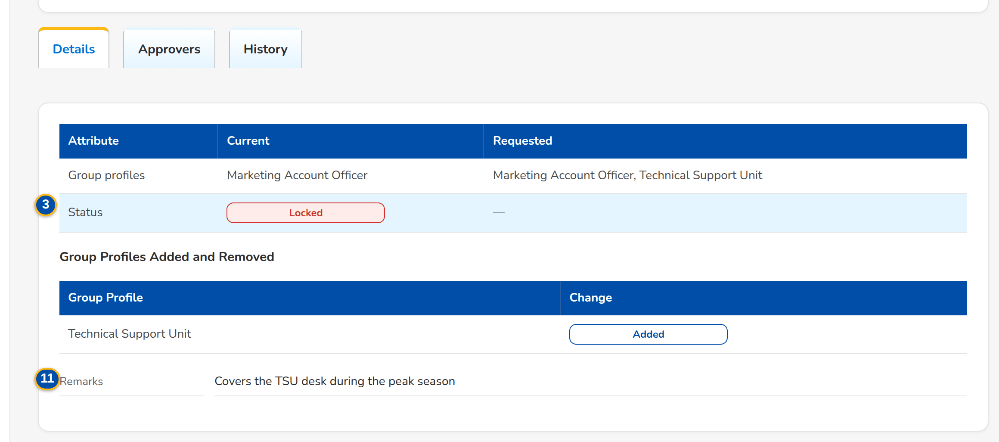 Details Approvers History
Attribute Current Requested
Group profiles Marketing Account Officer Marketing Account Officer, Technical Support Unit
3 Status Locked —
Group Profiles Added and Removed
Group Profile Change
Technical Support Unit Added
11 Remarks Covers the TSU desk during the peak season